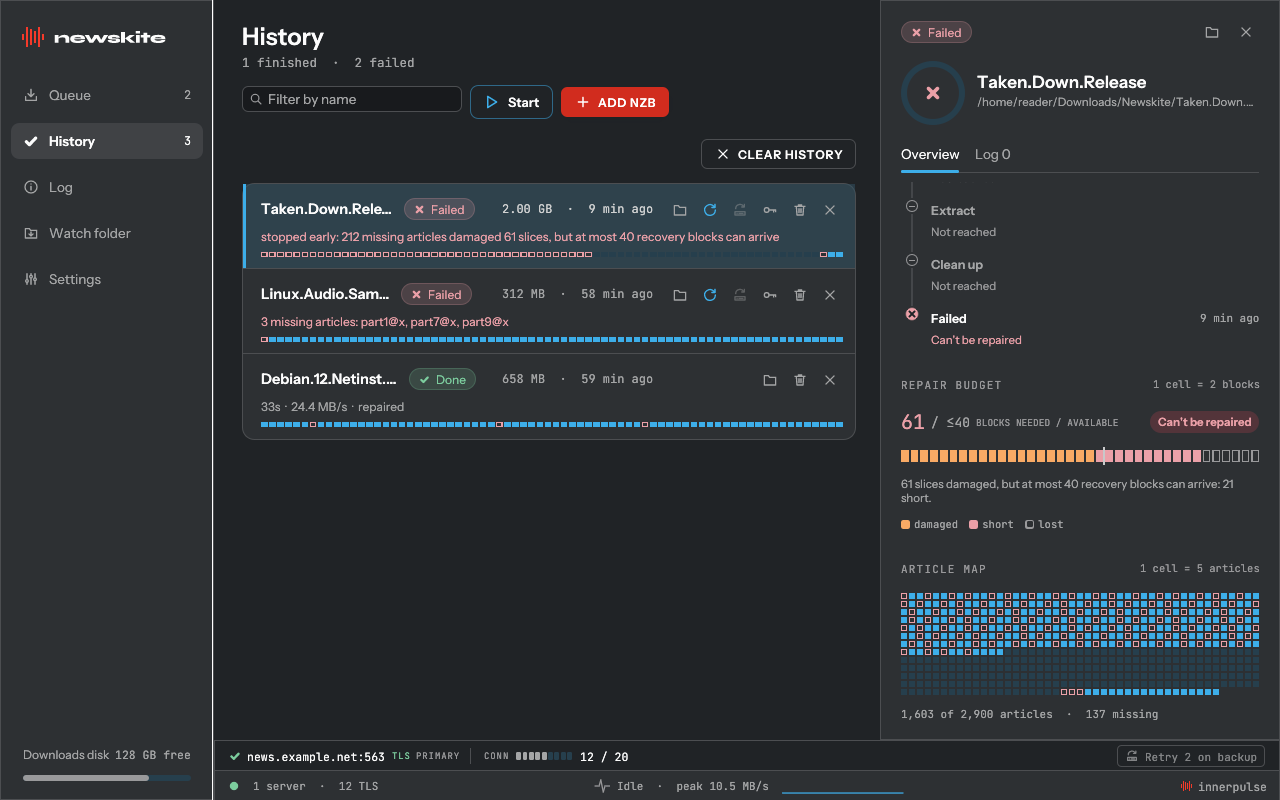 newskite
Queue 2
History 3
Log
Watch folder
Settings
Downloads disk 128 GB free
History
1 finished · 2 failed
Filter by name
Start
ADD NZB
CLEAR HISTORY
Taken.Down.Rele... Failed 2.00 GB · 9 min ago
stopped early: 212 missing articles damaged 61 slices, but at most 40 recovery blocks can arrive
Linux.Audio.Sam... Failed 312 MB · 58 min ago
3 missing articles: part1@x, part7@x, part9@x
Debian.12.Netinst.... Done 658 MB · 59 min ago
33s · 24.4 MB/s · repaired
Failed
Taken.Down.Release
/home/reader/Downloads/Newskite/Taken.Down....
Overview Log 0
Extract
Not reached
Clean up
Not reached
Failed 9 min ago
Can't be repaired
REPAIR BUDGET 1 cell = 2 blocks
61 / ≤40 BLOCKS NEEDED / AVAILABLE Can't be repaired
61 slices damaged, but at most 40 recovery blocks can arrive: 21
short.
damaged short lost
ARTICLE MAP 1 cell = 5 articles
1,603 of 2,900 articles · 137 missing
news.example.net:563 TLS PRIMARY CONN 12 / 20 Retry 2 on backup
1 server · 12 TLS Idle · peak 10.5 MB/s innerpulse